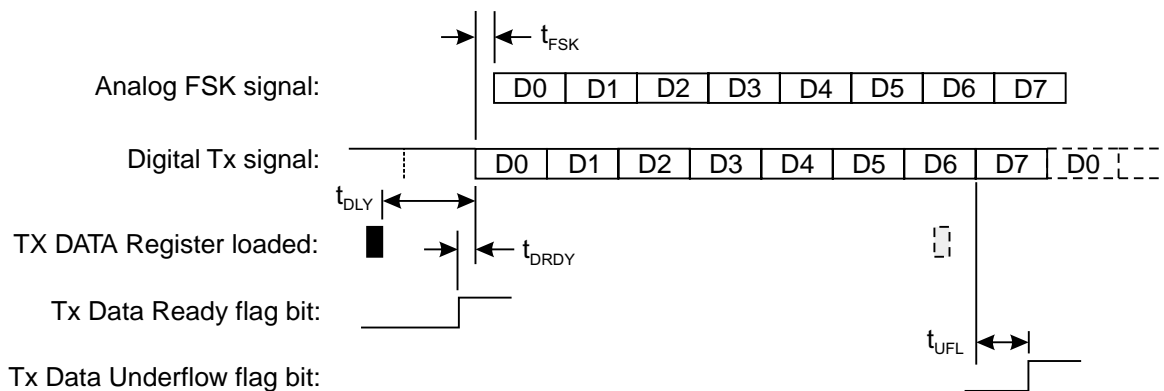 tFSK
Analog FSK signal: D0 D1 D2 D3 D4 D5 D6 D7
Digital Tx signal: D0 D1 D2 D3 D4 D5 D6 D7 D0
tDLY
TX DATA Register loaded:
tDRDY
Tx Data Ready flag bit:
tUFL
Tx Data Underflow flag bit: